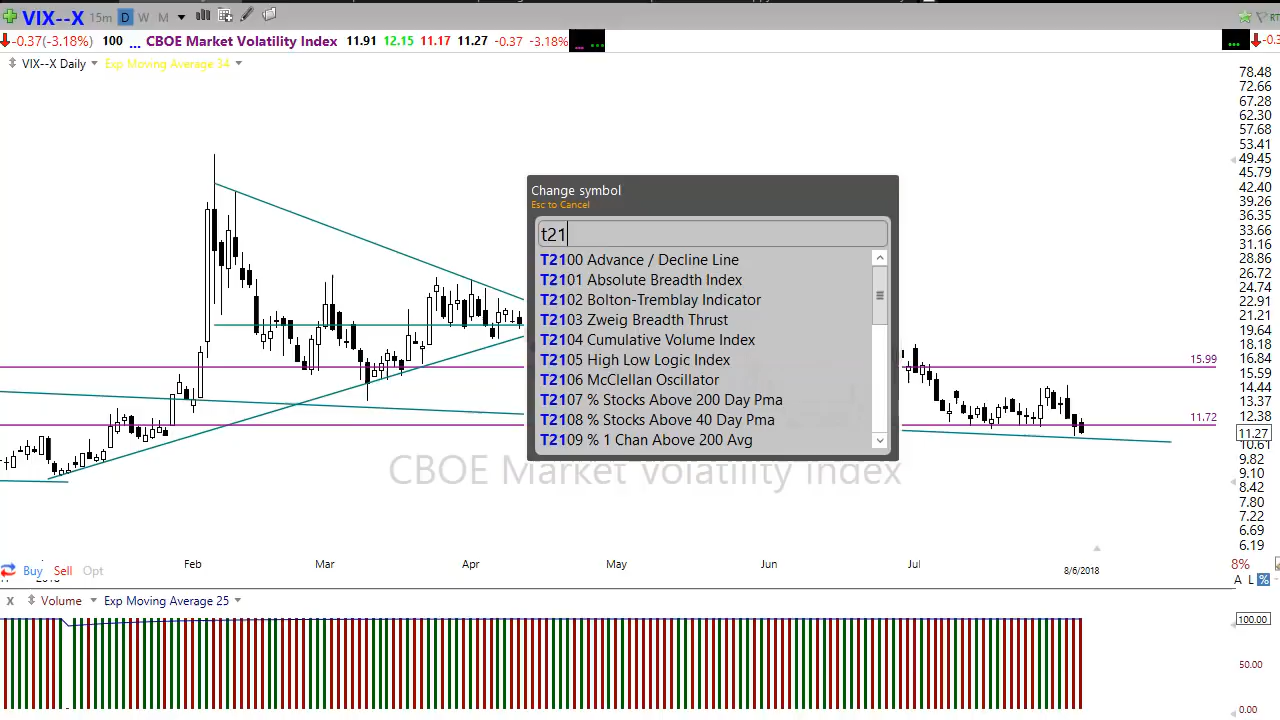 VIX--X 15m D W M
-0.37(-3.18%) 100 ... CBOE Market Volatility Index 11.91 12.15 11.17 11.27 -0.37 -3.18%
VIX--X Daily Exp Moving Average 34
Change symbol
Esc to Cancel
t21
T2100 Advance / Decline Line
T2101 Absolute Breadth Index
T2102 Bolton-Tremblay Indicator
T2103 Zweig Breadth Thrust
T2104 Cumulative Volume Index
T2105 High Low Logic Index
T2106 McClellan Oscillator
T2107 % Stocks Above 200 Day Pma
T2108 % Stocks Above 40 Day Pma
T2109 % 1 Chan Above 200 Avg
CBOE Market Volatility Index
15.99
11.72
78.48
72.66
67.28
62.30
57.68
53.41
49.45
45.79
42.40
39.26
36.35
33.66
31.16
28.86
26.72
24.74
22.91
21.21
19.64
18.18
16.84
15.59
14.44
13.37
12.38
11.27
10.61
9.82
9.10
8.42
7.80
7.22
6.69
6.19
Feb Mar Apr May Jun Jul 8/6/2018
Buy Sell Opt
8%
A L %
X Volume Exp Moving Average 25
100.00
50.00
0.00